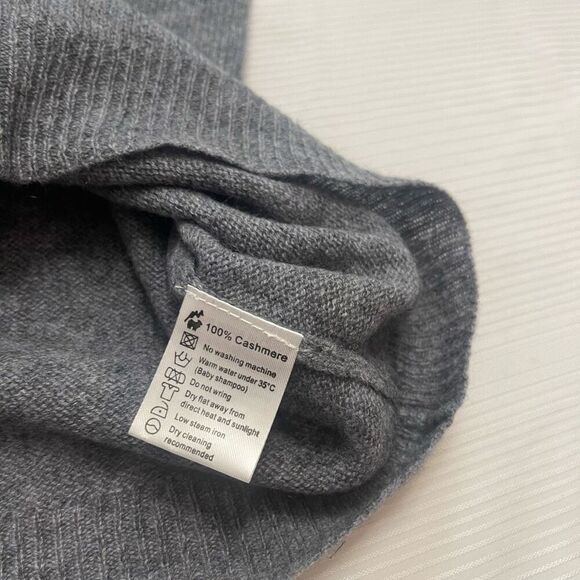 100% Cashmere
No washing machine
Warm water under 35°C
(Baby shampoo)
Do not wring
Dry flat away from
direct heat and sunlight
Low steam iron
Dry cleaning
recommended